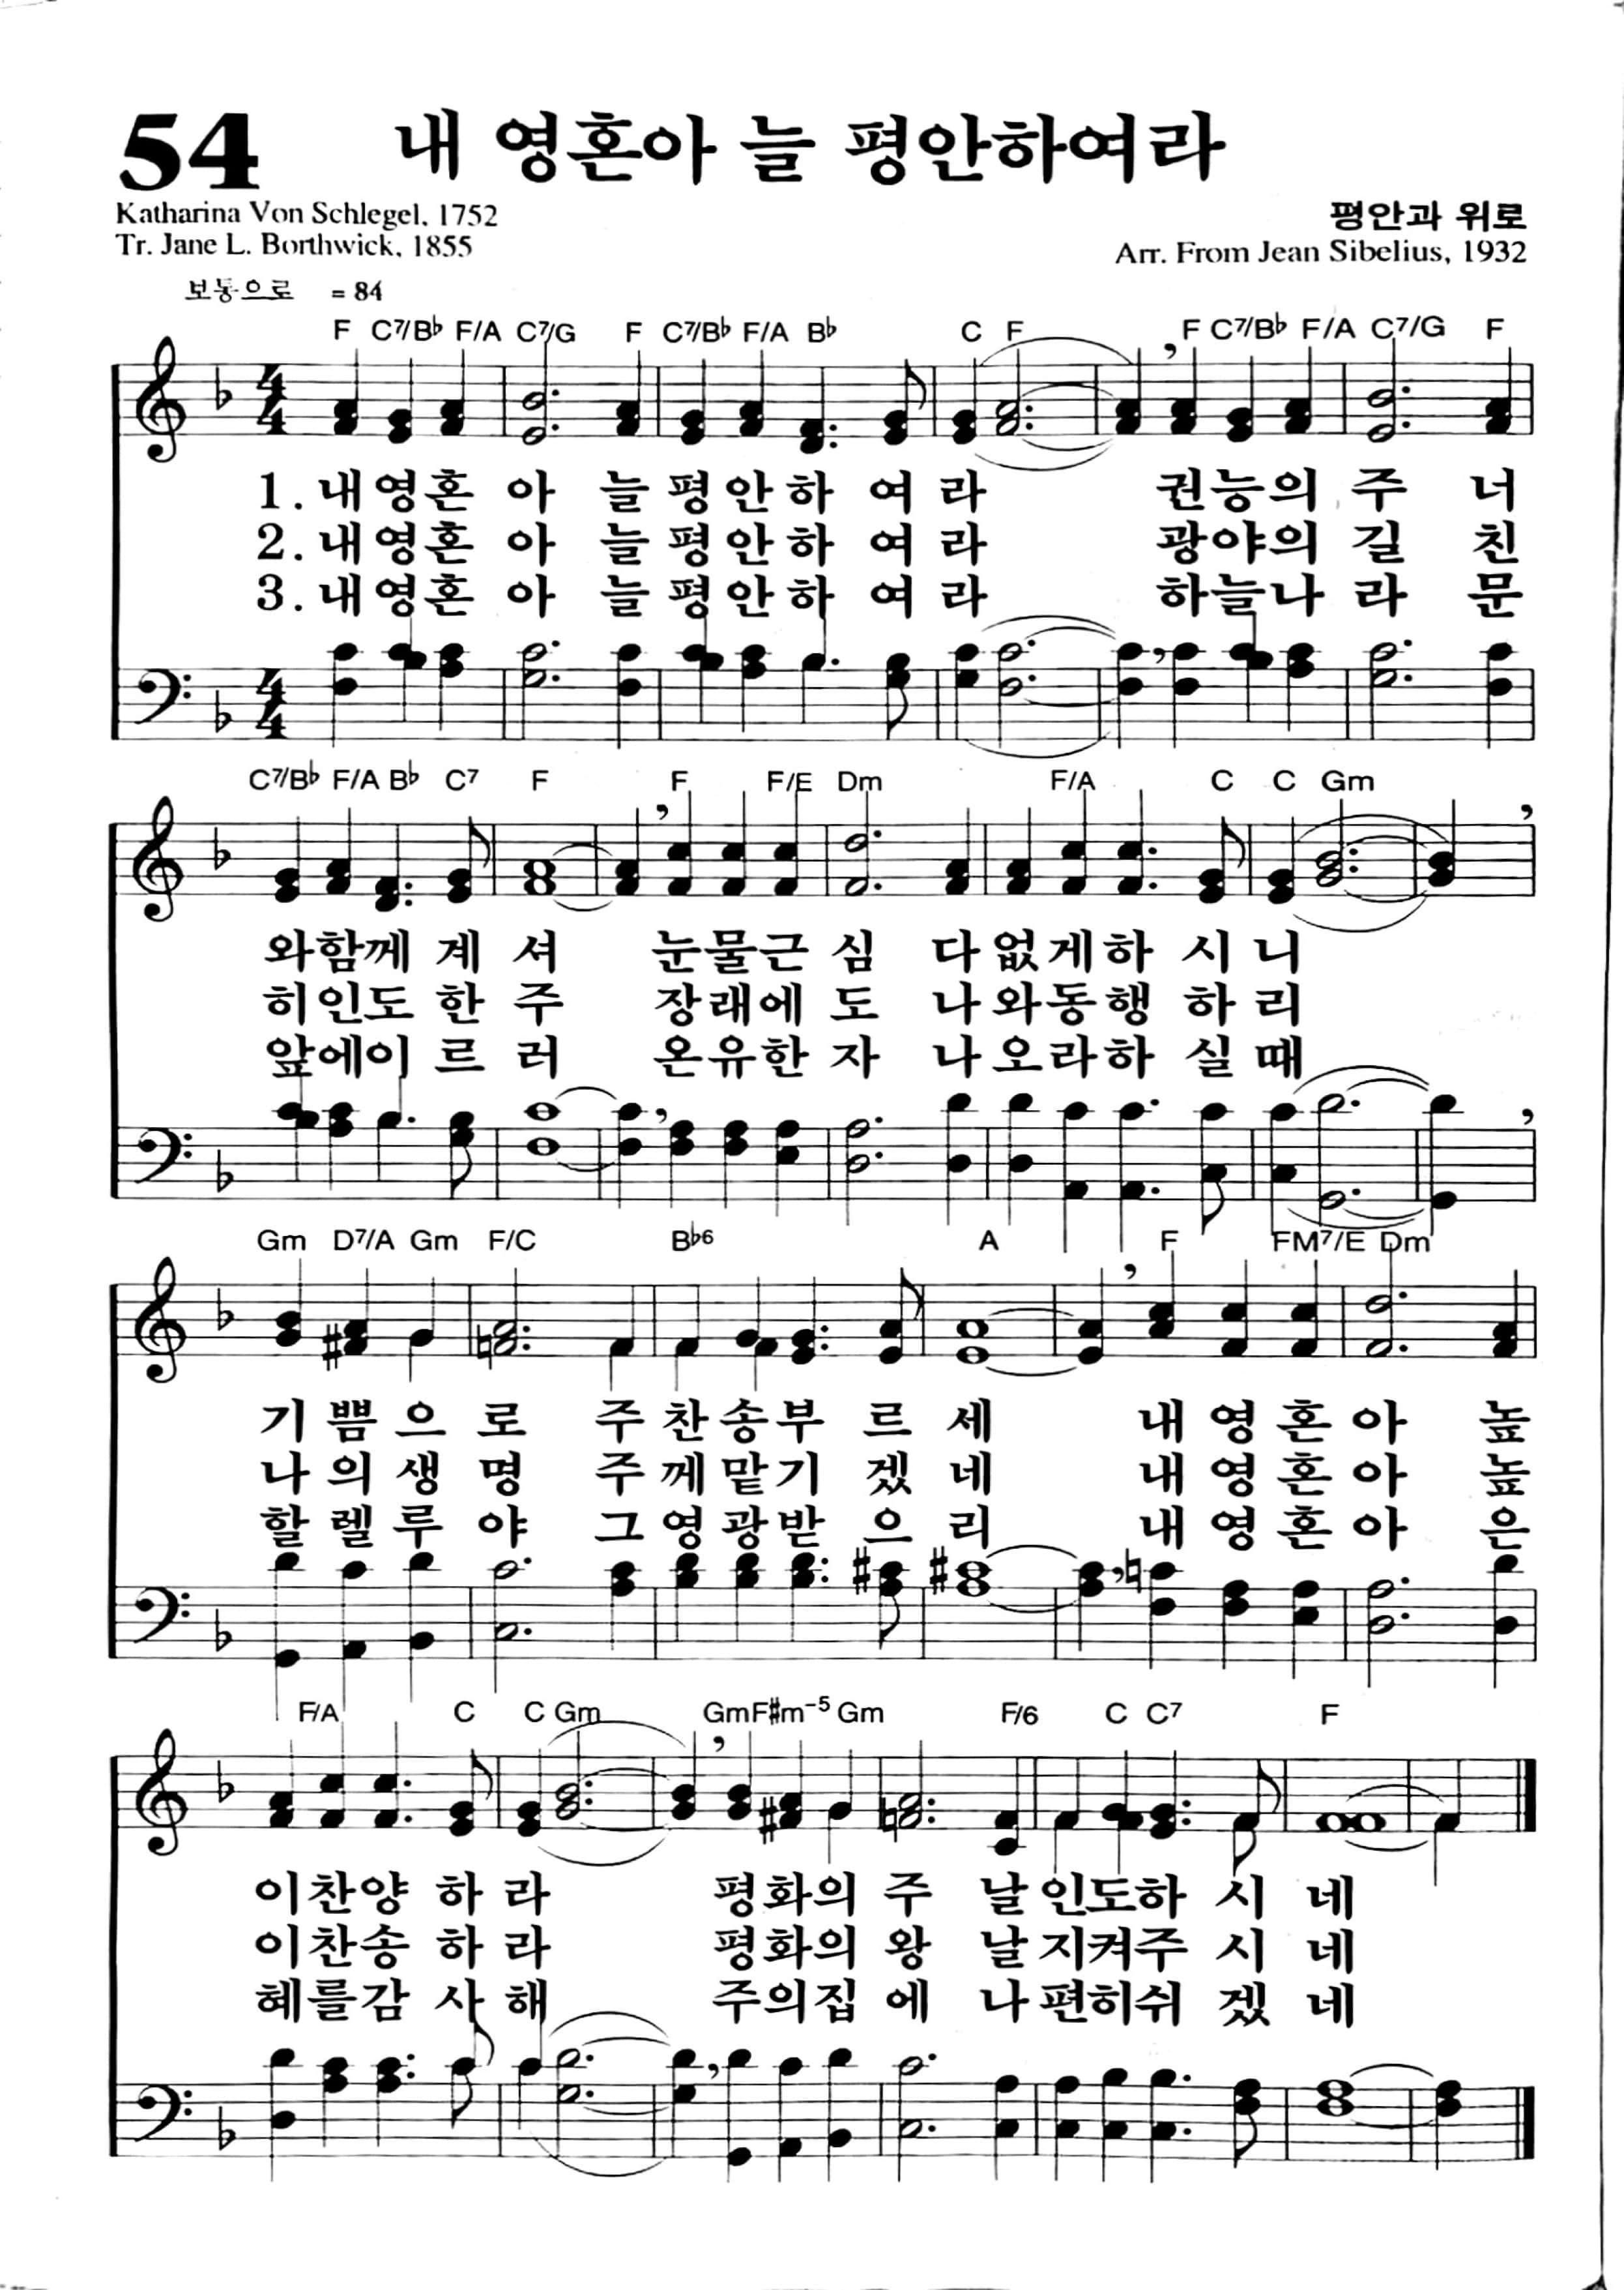 54 내 영혼아 늘 평안하여라
Katharina Von Schlegel, 1752
평안과 위로
Tr. Jane L. Borthwick, 1855
Arr. From Jean Sibelius, 1932
보통으로 = 84
F C7/B♭ F/A C7/G F C7/B♭ F/A B♭ C F F C7/B♭ F/A C7/G F
1. 내 영 혼 아 늘 평 안 하 여 라 권 능 의 주 너
2. 내 영 혼 아 늘 평 안 하 여 라 광 야 의 길 친
3. 내 영 혼 아 늘 평 안 하 여 라 하 늘 나 라 문
C7/B♭ F/A B♭ C7 F F F/E Dm F/A C C Gm
와 함 께 계 셔 눈 물 근 심 다 없 게 하 시 니
히 인 도 한 주 장 래 에 도 나 와 동 행 하 리
앞 에 이 르 러 온 유 한 자 나 오 라 하 실 때
Gm D7/A Gm F/C B♭6 A F FM7/E Dm
기 쁨 으 로 주 찬 송 부 르 세 내 영 혼 아 높
나 의 생 명 주 께 맡 기 겠 네 내 영 혼 아 높
할 렐 루 야 그 영 광 받 으 리 내 영 혼 아 은
F/A C C Gm Gm F#m-5 Gm F/6 C C7 F
이 찬 양 하 라 평 화 의 주 날 인 도 하 시 네
이 찬 송 하 라 평 화 의 왕 날 지 켜 주 시 네
혜 를 감 사 해 주 의 집 에 나 편 히 쉬 겠 네